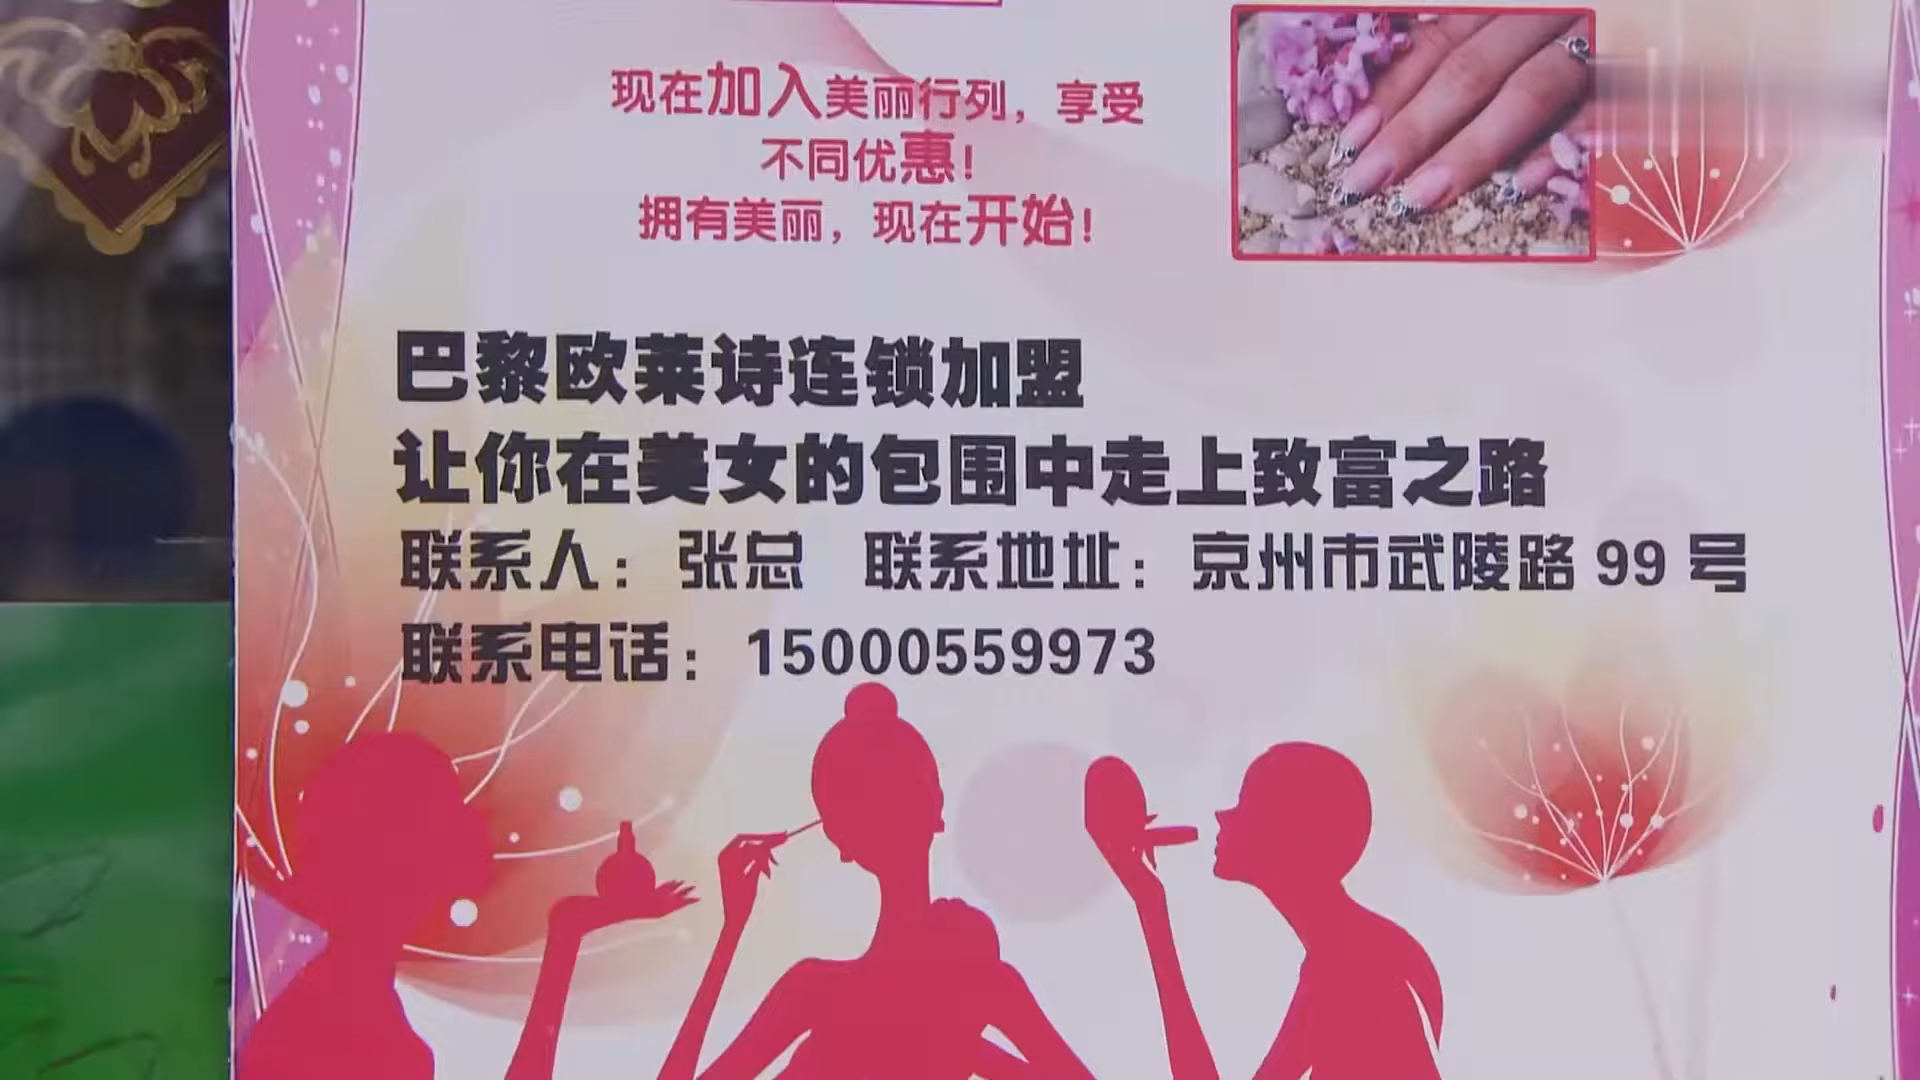 现在加入美丽行列，享受
不同优惠！
拥有美丽，现在开始！
巴黎欧莱诗连锁加盟
让你在美女的包围中走上致富之路
联系人：张总 联系地址：京州市武陵路 99 号
联系电话：15000559973